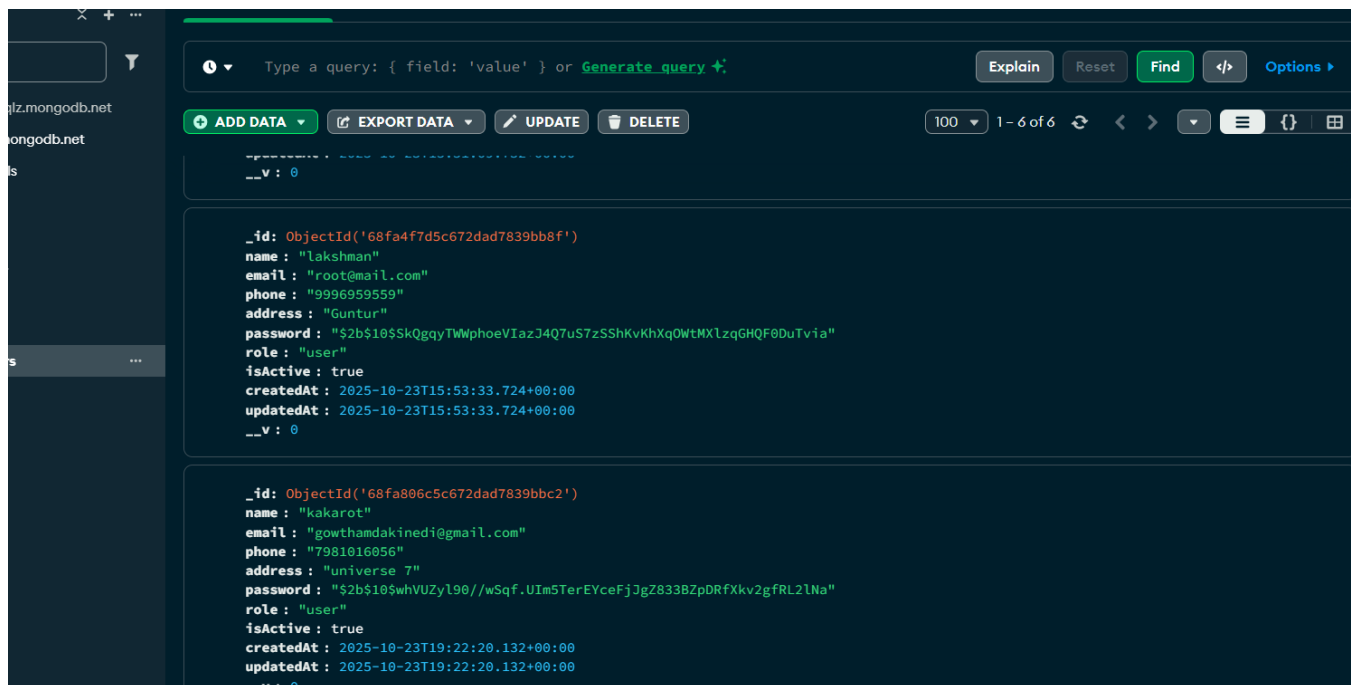 Type a query: { field: 'value' } or Generate query
Explain
Reset
Find
</>
Options
qlz.mongodb.net
ADD DATA
EXPORT DATA
UPDATE
DELETE
100
1 – 6 of 6
{}
mongodb.net
ls
__v : 0
_id: ObjectId('68fa4f7d5c672dad7839bb8f')
name : "lakshman"
email : "root@mail.com"
phone : "9996959559"
address : "Guntur"
password : "$2b$10$SkQgqyTWWphoeVIazJ4Q7uS7zSShKvKhXqOWtMXlzqGHQF0DuTvia"
role : "user"
s
isActive : true
createdAt : 2025-10-23T15:53:33.724+00:00
updatedAt : 2025-10-23T15:53:33.724+00:00
__v : 0
_id: ObjectId('68fa806c5c672dad7839bbc2')
name : "kakarot"
email : "gowthamdakinedi@gmail.com"
phone : "7981016056"
address : "universe 7"
password : "$2b$10$whVUZyl90//wSqf.UIm5TerEYceFjJgZ833BZpDRfXkv2gfRL2lNa"
role : "user"
isActive : true
createdAt : 2025-10-23T19:22:20.132+00:00
updatedAt : 2025-10-23T19:22:20.132+00:00